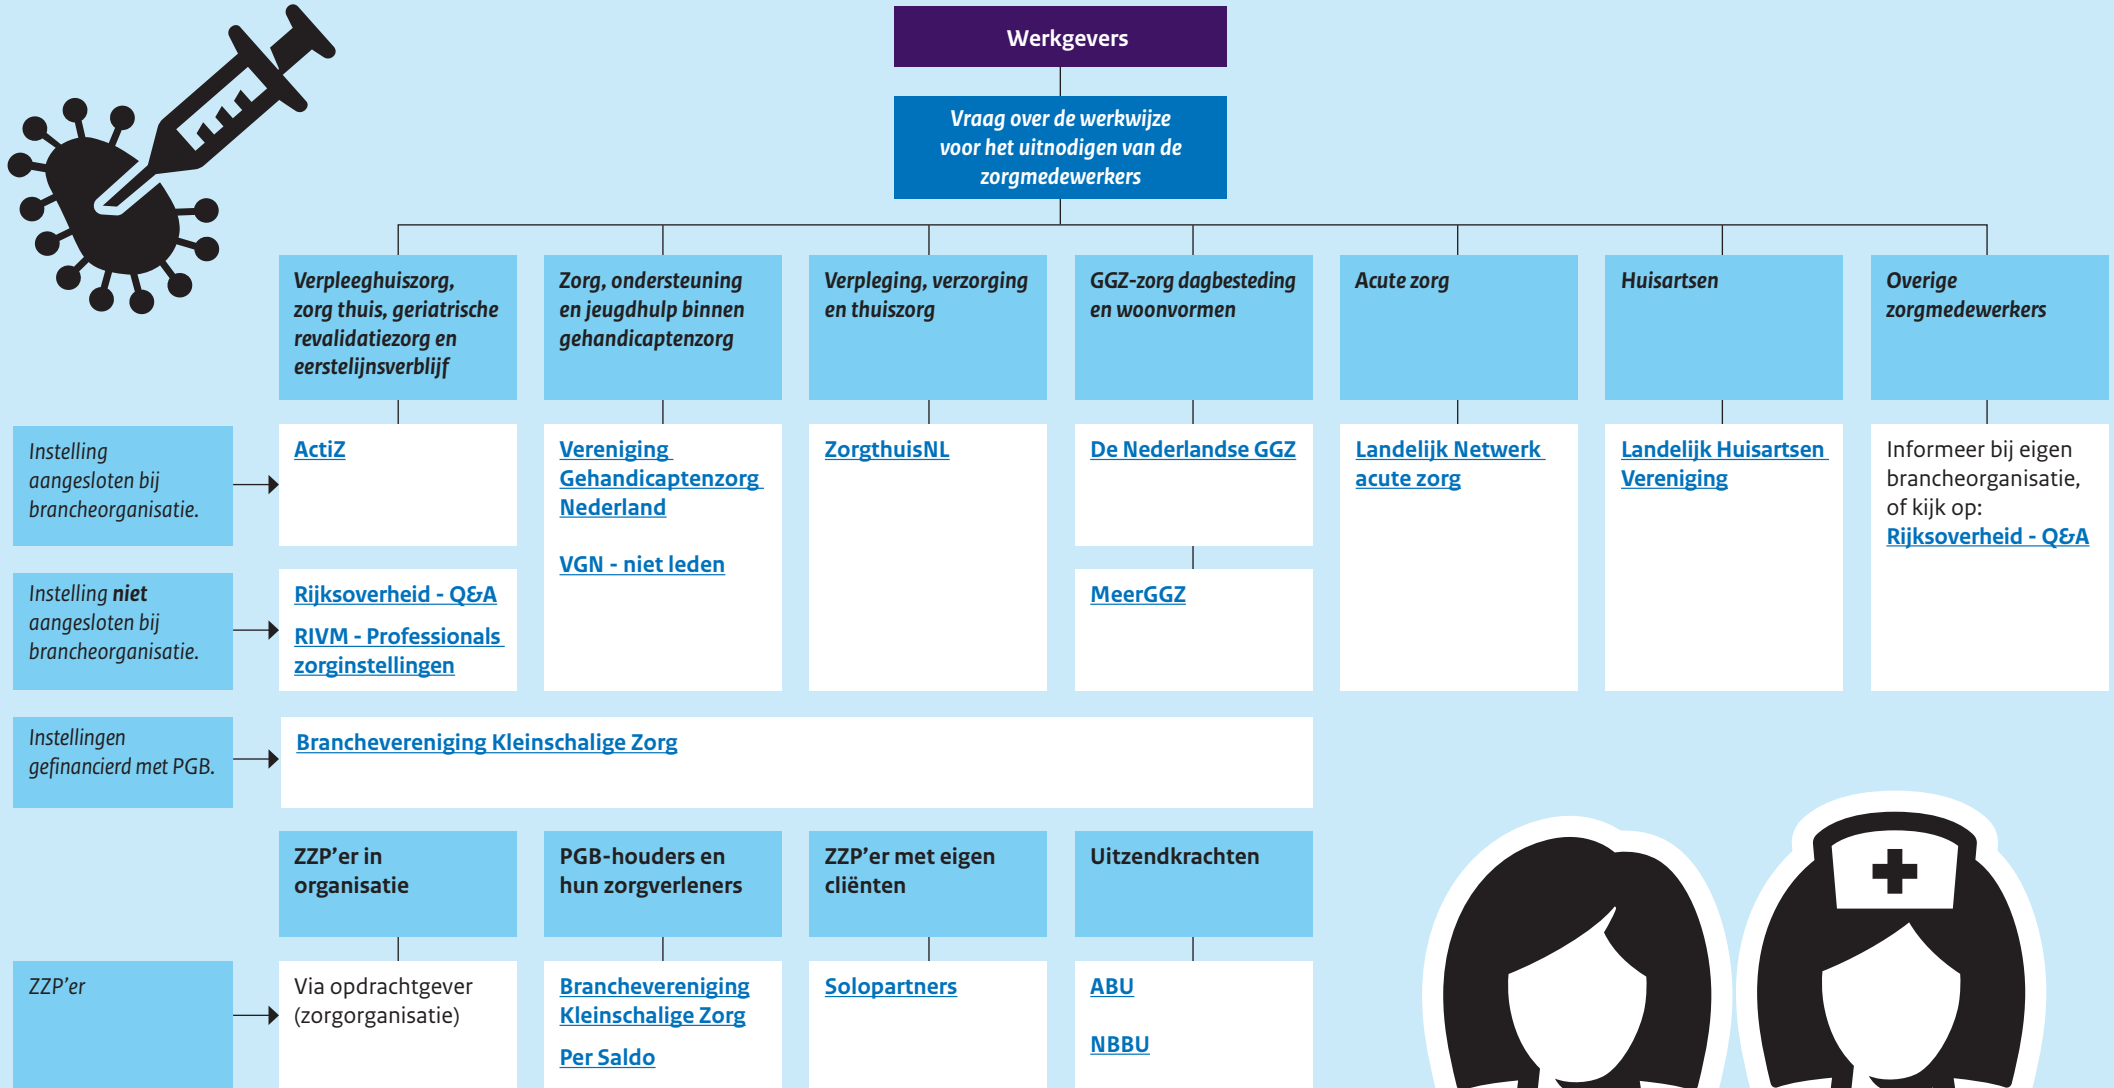 Werkgevers
Vraag over de werkwijze
voor het uitnodigen van de
zorgmedewerkers
Verpleeghuiszorg,
zorg thuis, geriatrische
revalidatiezorg en
eerstelijnsverblijf
Zorg, ondersteuning
en jeugdhulp binnen
gehandicaptenzorg
Verpleging, verzorging
en thuiszorg
GGZ-zorg dagbesteding
en woonvormen
Acute zorg
Huisartsen
Overige
zorgmedewerkers
Instelling
aangesloten bij
brancheorganisatie.
ActiZ
Vereniging
Gehandicaptenzorg
Nederland
VGN - niet leden
ZorgthuisNL
De Nederlandse GGZ
Landelijk Netwerk
acute zorg
Landelijk Huisartsen
Vereniging
Informeer bij eigen
brancheorganisatie,
of kijk op:
Rijksoverheid - Q&A
Instelling niet
aangesloten bij
brancheorganisatie.
Rijksoverheid - Q&A
RIVM - Professionals
zorginstellingen
MeerGGZ
Instellingen
gefinancierd met PGB.
Branchevereniging Kleinschalige Zorg
ZZP'er in
organisatie
PGB-houders en
hun zorgverleners
ZZP'er met eigen
cliënten
Uitzendkrachten
ZZP'er
Via opdrachtgever
(zorgorganisatie)
Branchevereniging
Kleinschalige Zorg
Per Saldo
Solopartners
ABU
NBBU